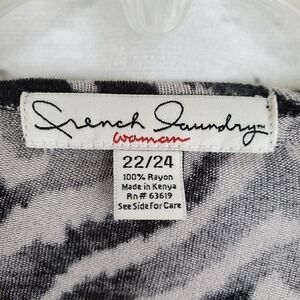 French Laundry™
woman
22/24
100% Rayon
Made in Kenya
Rn# 63619
See Side For Care